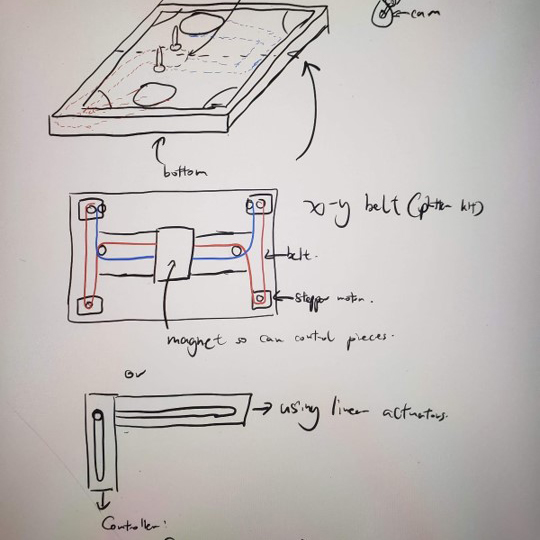 cam
bottom
x-y belt (plotter kit)
belt.
stepper motor.
magnet so can control pieces.
or
using linear actuators.
Controller.